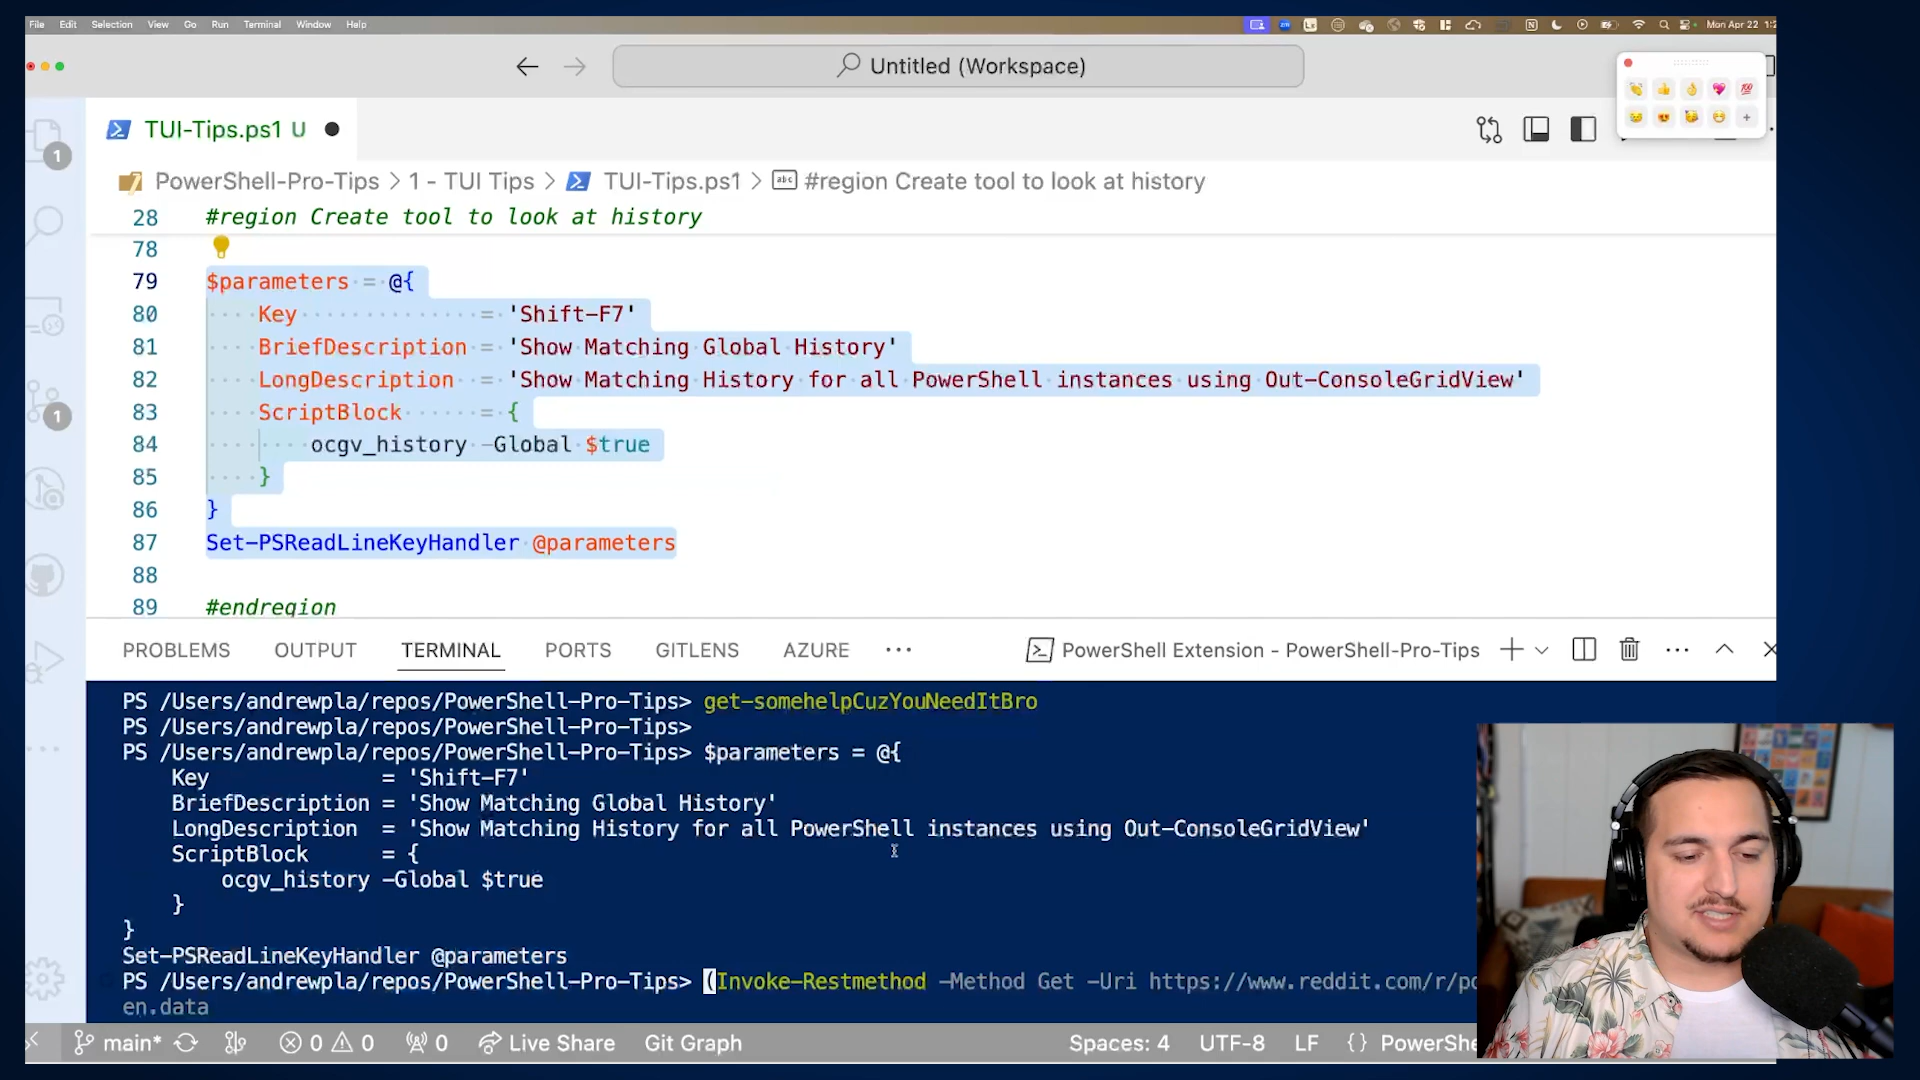 File Edit Selection View Go Run Terminal Window Help
Mon Apr 22
Untitled (Workspace)
TUI-Tips.ps1 U
1
PowerShell-Pro-Tips > 1 - TUI Tips > TUI-Tips.ps1 > #region Create tool to look at history
28 #region Create tool to look at history
78
79 $parameters = @{
80 Key = 'Shift-F7'
81 BriefDescription = 'Show Matching Global History'
82 LongDescription = 'Show Matching History for all PowerShell instances using Out-ConsoleGridView'
83 ScriptBlock = {
84 ocgv_history -Global $true
85 }
86 }
87 Set-PSReadLineKeyHandler @parameters
88
89 #endregion
1
PROBLEMS OUTPUT TERMINAL PORTS GITLENS AZURE ··· PowerShell Extension - PowerShell-Pro-Tips
PS /Users/andrewpla/repos/PowerShell-Pro-Tips> get-somehelpCuzYouNeedItBro
PS /Users/andrewpla/repos/PowerShell-Pro-Tips>
PS /Users/andrewpla/repos/PowerShell-Pro-Tips> $parameters = @{
Key = 'Shift-F7'
BriefDescription = 'Show Matching Global History'
LongDescription = 'Show Matching History for all PowerShell instances using Out-ConsoleGridView'
ScriptBlock = {
ocgv_history -Global $true
}
}
Set-PSReadLineKeyHandler @parameters
PS /Users/andrewpla/repos/PowerShell-Pro-Tips> (Invoke-Restmethod -Method Get -Uri https://www.reddit.com/r/po
en.data
main* 0 0 0 Live Share Git Graph Spaces: 4 UTF-8 LF {} PowerShe